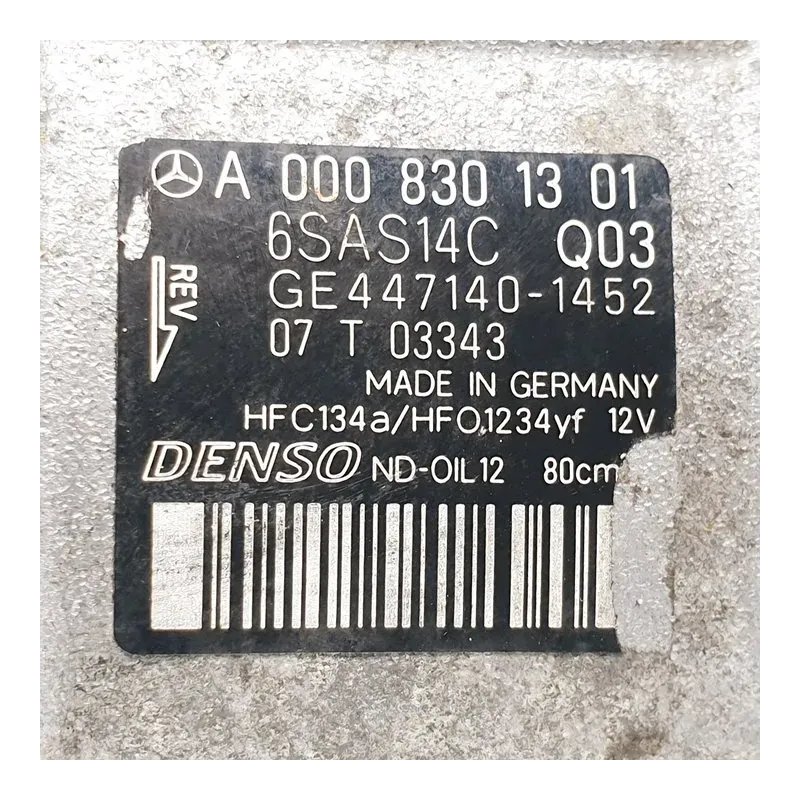 A 000 830 13 01
6SAS14C Q03
GE447140-1452
REV
07 T 03343
MADE IN GERMANY
HFC134a/HFO1234yf 12V
DENSO ND-OIL12 80cm